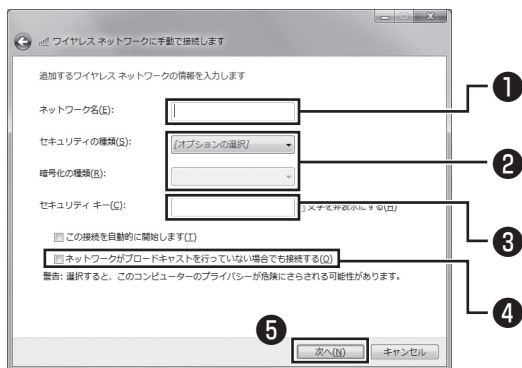 ワイヤレス ネットワークに手動で接続します
追加するワイヤレス ネットワークの情報を入力します
ネットワーク名(E):
❶
セキュリティの種類(S):
[オプションの選択]
❷
暗号化の種類(R):
セキュリティ キー(C):
文字を非表示にする(H)
❸
この接続を自動的に開始します(T)
ネットワークがブロードキャストを行っていない場合でも接続する(O)
警告: 選択すると、このコンピューターのプライバシーが危険にさらされる可能性があります。
❹
❺
次へ(N)
キャンセル